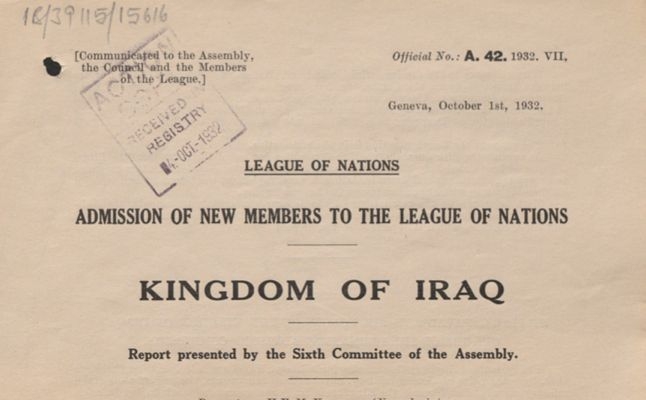 1B/39115/15616
[Communicated to the Assembly,
the Council and the Members
of the League.]
Official No.: A. 42. 1932. VII,
Geneva, October 1st, 1932.
RECEIVED
REGISTRY
4-OCT-1932
LEAGUE OF NATIONS
ADMISSION OF NEW MEMBERS TO THE LEAGUE OF NATIONS
KINGDOM OF IRAQ
Report presented by the Sixth Committee of the Assembly.